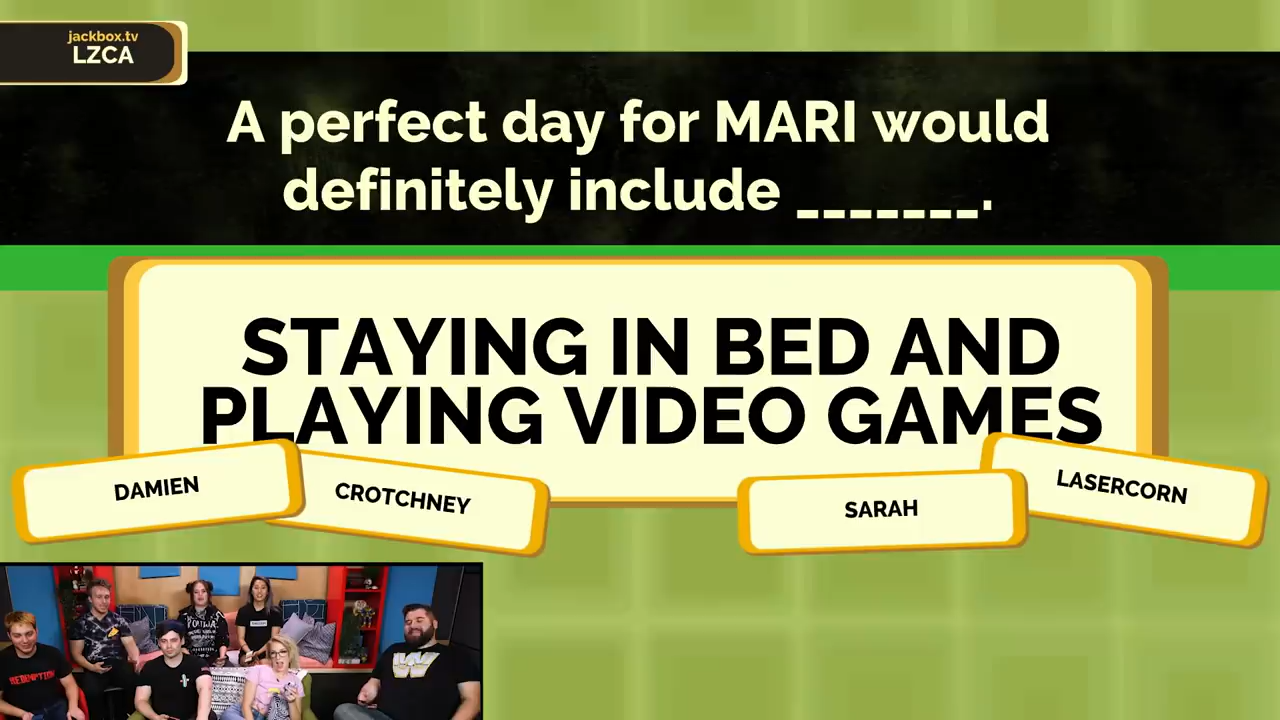 jackbox.tv
LZCA
A perfect day for MARI would
definitely include _______.
STAYING IN BED AND
PLAYING VIDEO GAMES
DAMIEN
CROTCHNEY
SARAH
LASERCORN
REDEMPTION